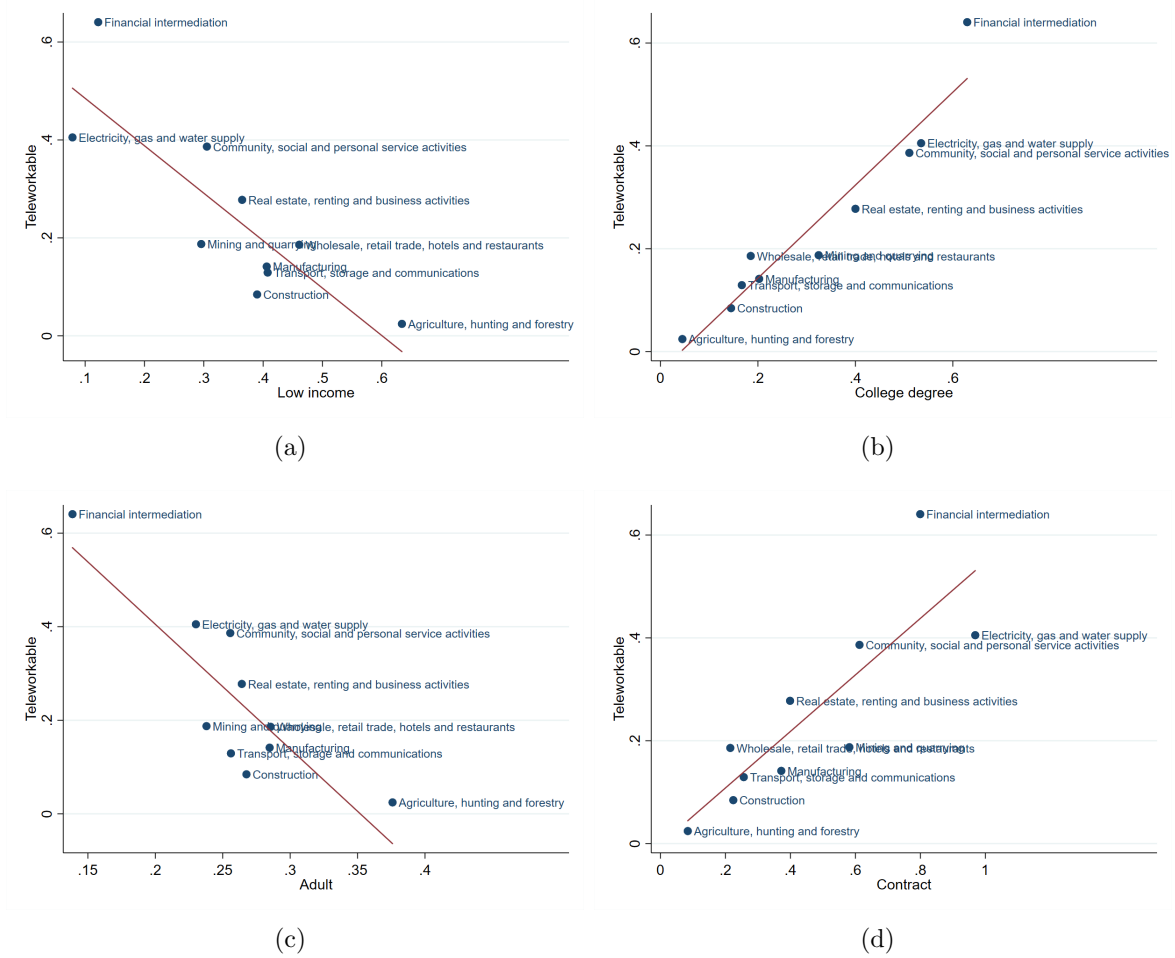 Financial intermediation
.6
Electricity, gas and water supply
.4
Community, social and personal service activities
Teleworkable
Real estate, renting and business activities
.2
Mining and quarrying
Wholesale, retail trade, hotels and restaurants
Manufacturing
Transport, storage and communications
Construction
Agriculture, hunting and forestry
0
.1 .2 .3 .4 .5 .6
Low income
(a)
Financial intermediation
.6
Electricity, gas and water supply
.4
Community, social and personal service activities
Teleworkable
Real estate, renting and business activities
.2
Wholesale, retail trade, hotels and restaurants
Mining and quarrying
Manufacturing
Transport, storage and communications
Construction
Agriculture, hunting and forestry
0
0 .2 .4 .6
College degree
(b)
Financial intermediation
.6
Electricity, gas and water supply
.4
Community, social and personal service activities
Teleworkable
Real estate, renting and business activities
.2
Mining and quarrying
Wholesale, retail trade, hotels and restaurants
Manufacturing
Transport, storage and communications
Construction
Agriculture, hunting and forestry
0
.15 .2 .25 .3 .35 .4
Adult
(c)
Financial intermediation
.6
Electricity, gas and water supply
.4
Community, social and personal service activities
Teleworkable
Real estate, renting and business activities
.2
Wholesale, retail trade, hotels and restaurants
Mining and quarrying
Manufacturing
Transport, storage and communications
Construction
Agriculture, hunting and forestry
0
0 .2 .4 .6 .8 1
Contract
(d)